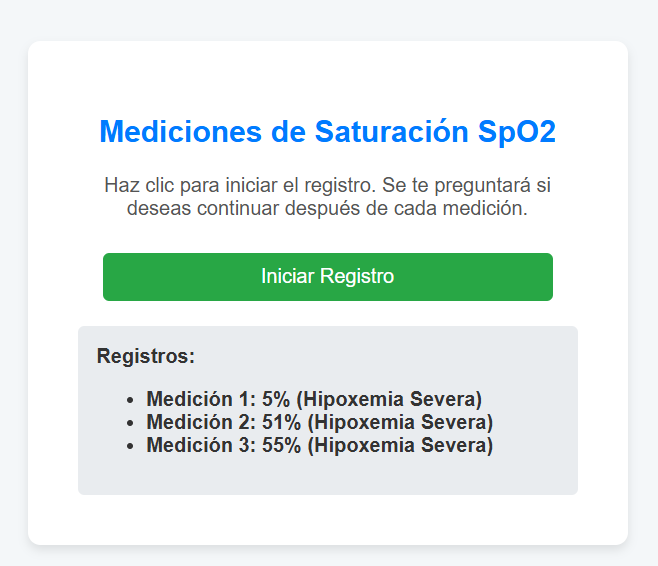 Mediciones de Saturación SpO2
Haz clic para iniciar el registro. Se te preguntará si
deseas continuar después de cada medición.
Iniciar Registro
Registros:
• Medición 1: 5% (Hipoxemia Severa)
• Medición 2: 51% (Hipoxemia Severa)
• Medición 3: 55% (Hipoxemia Severa)